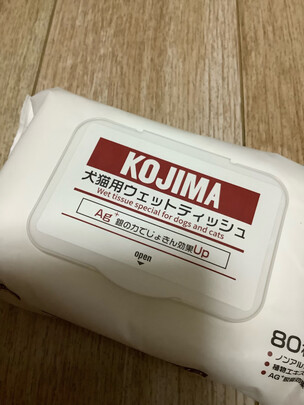 KOJIMA
犬猫用ウェットティッシュ
Wet tissue special for dogs and cats
Ag⁺銀の力でじょきん効果Up
open
80
ノンアル
植物エキス
AG⁺